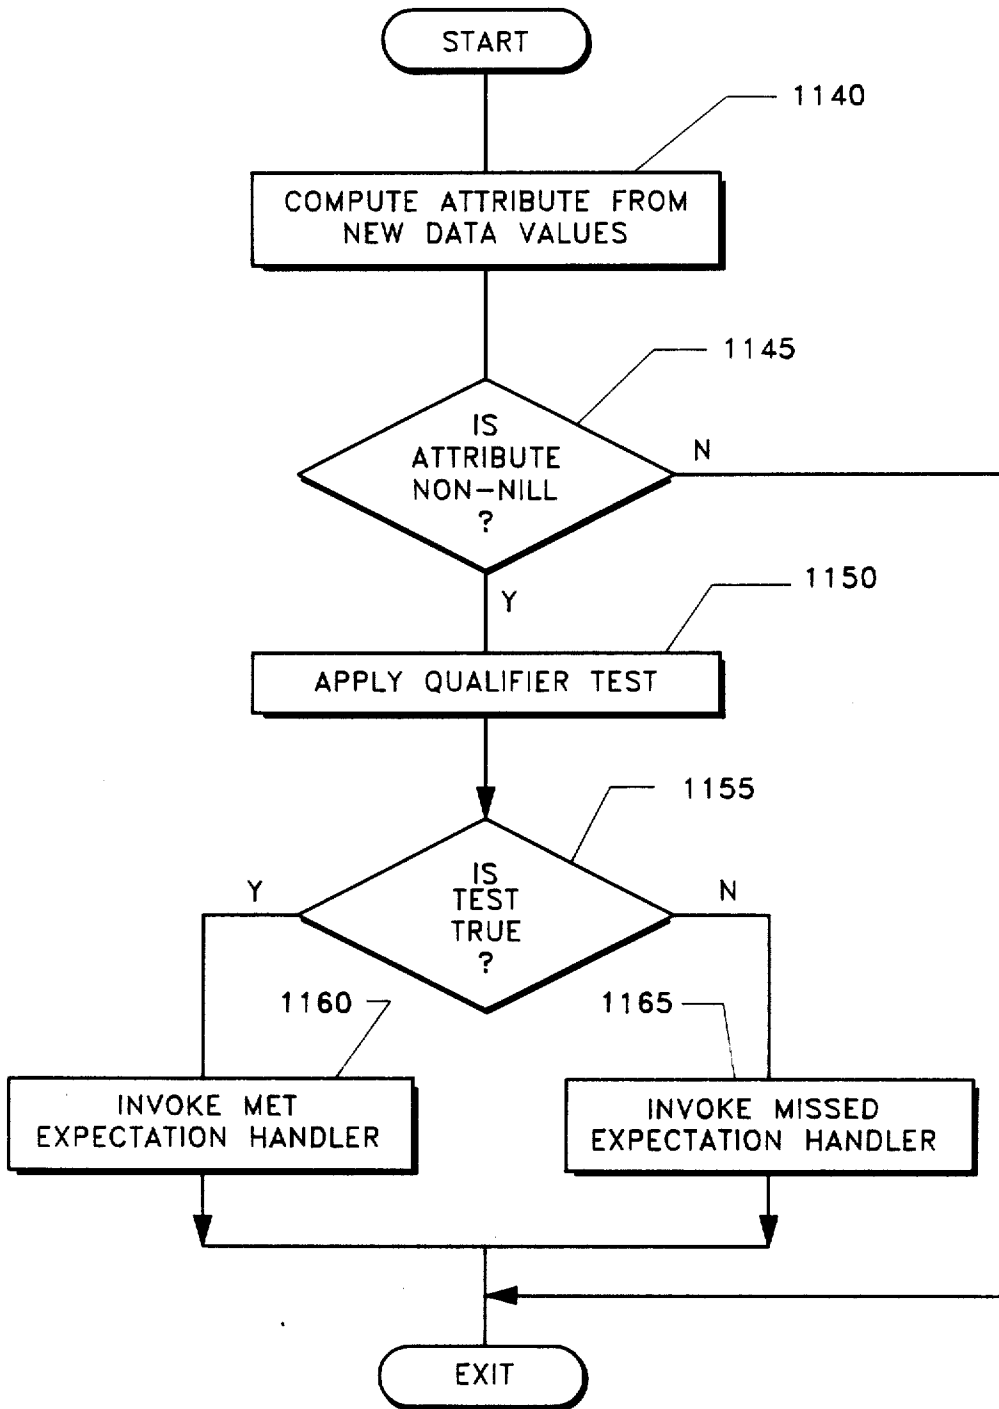 START
1140
COMPUTE ATTRIBUTE FROM
NEW DATA VALUES
1145
IS
ATTRIBUTE
NON-NILL
?
N
Y
1150
APPLY QUALIFIER TEST
1155
IS
TEST
TRUE
?
Y
N
1160
1165
INVOKE MET
EXPECTATION HANDLER
INVOKE MISSED
EXPECTATION HANDLER
EXIT